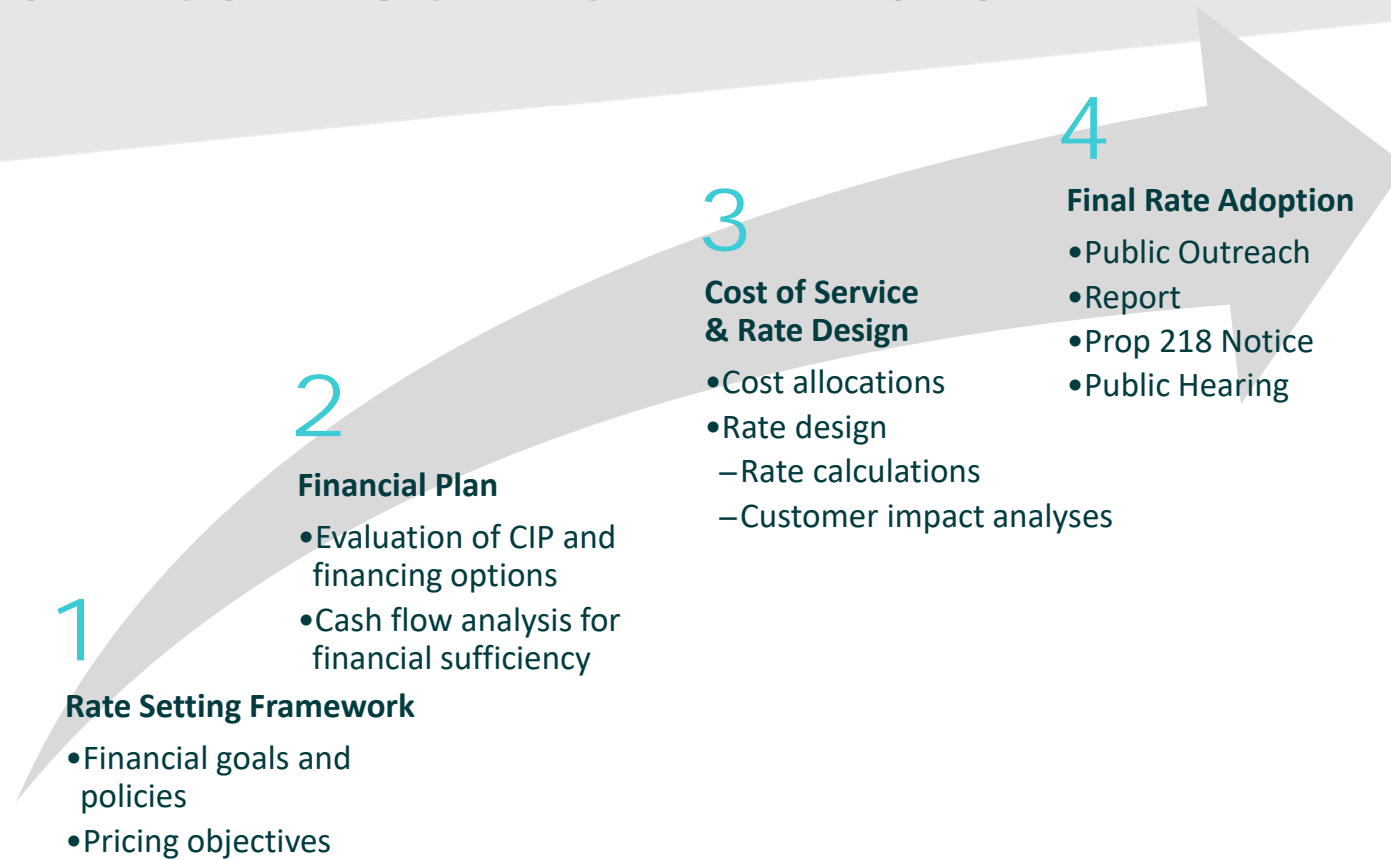 1
Rate Setting Framework
•Financial goals and
policies
•Pricing objectives
2
Financial Plan
•Evaluation of CIP and
financing options
•Cash flow analysis for
financial sufficiency
3
Cost of Service
& Rate Design
•Cost allocations
•Rate design
–Rate calculations
–Customer impact analyses
4
Final Rate Adoption
•Public Outreach
•Report
•Prop 218 Notice
•Public Hearing